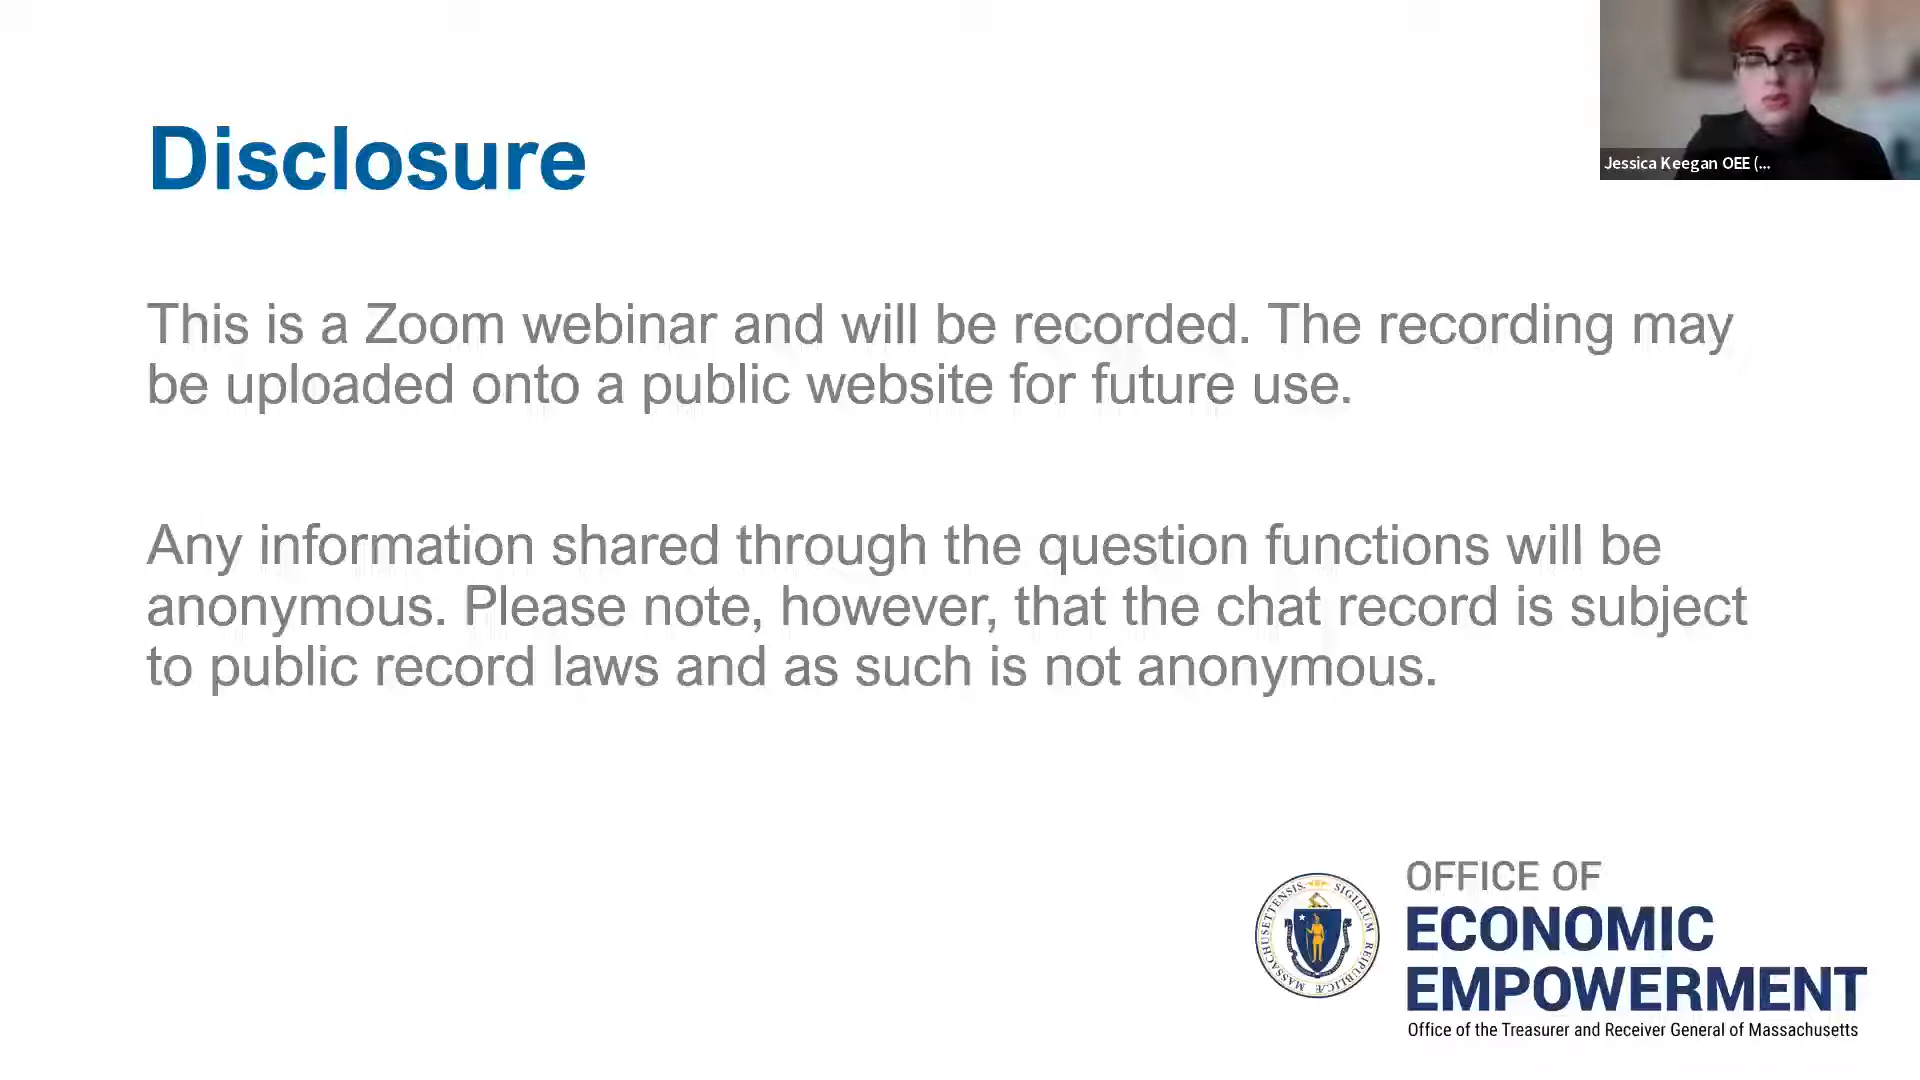 Disclosure
Jessica Keegan OEE (...
This is a Zoom webinar and will be recorded. The recording may
be uploaded onto a public website for future use.
Any information shared through the question functions will be
anonymous. Please note, however, that the chat record is subject
to public record laws and as such is not anonymous.
SIGILLUM REIPUBLICÆ MASSACHUSETTENSIS
OFFICE OF
ECONOMIC
EMPOWERMENT
Office of the Treasurer and Receiver General of Massachusetts